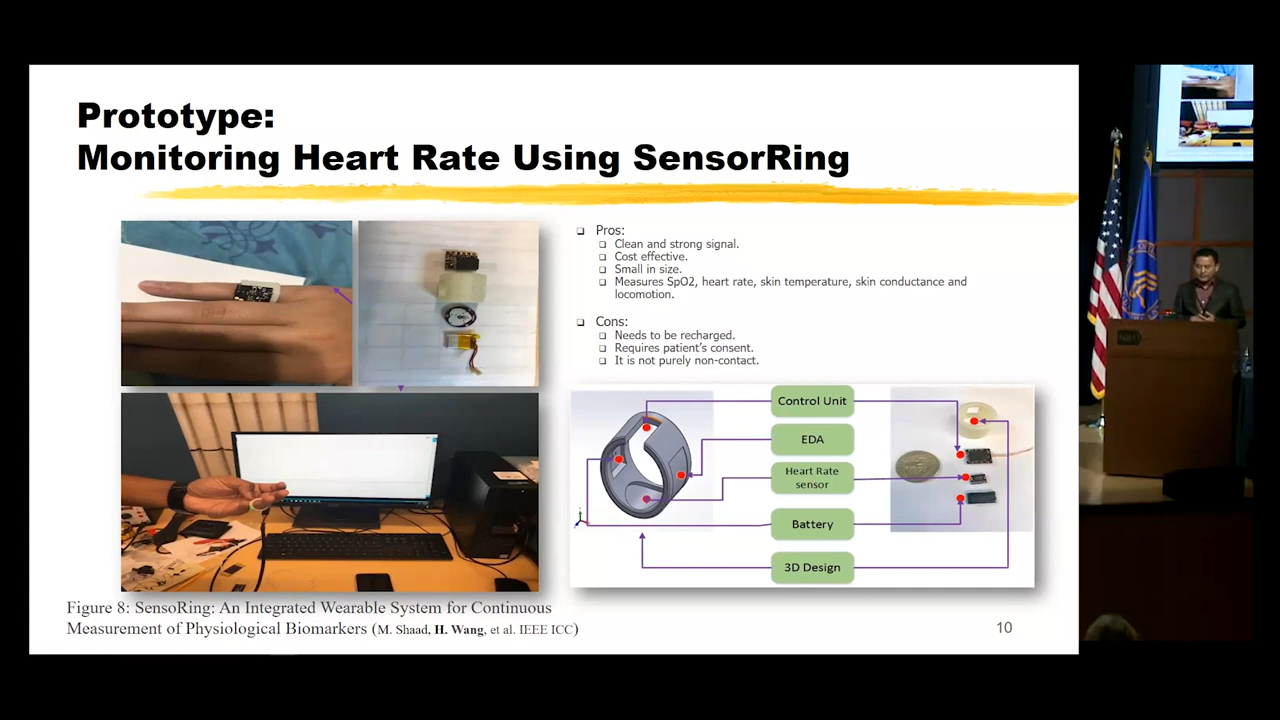 Prototype:
Monitoring Heart Rate Using SensorRing
Pros:
Clean and strong signal.
Cost effective.
Small in size.
Measures SpO2, heart rate, skin temperature, skin conductance and
locomotion.
Cons:
Needs to be recharged.
Requires patient's consent.
It is not purely non-contact.
Control Unit
EDA
Heart Rate
sensor
Battery
3D Design
Figure 8: SensoRing: An Integrated Wearable System for Continuous
Measurement of Physiological Biomarkers (M. Shaad, H. Wang, et al. IEEE ICC)
10